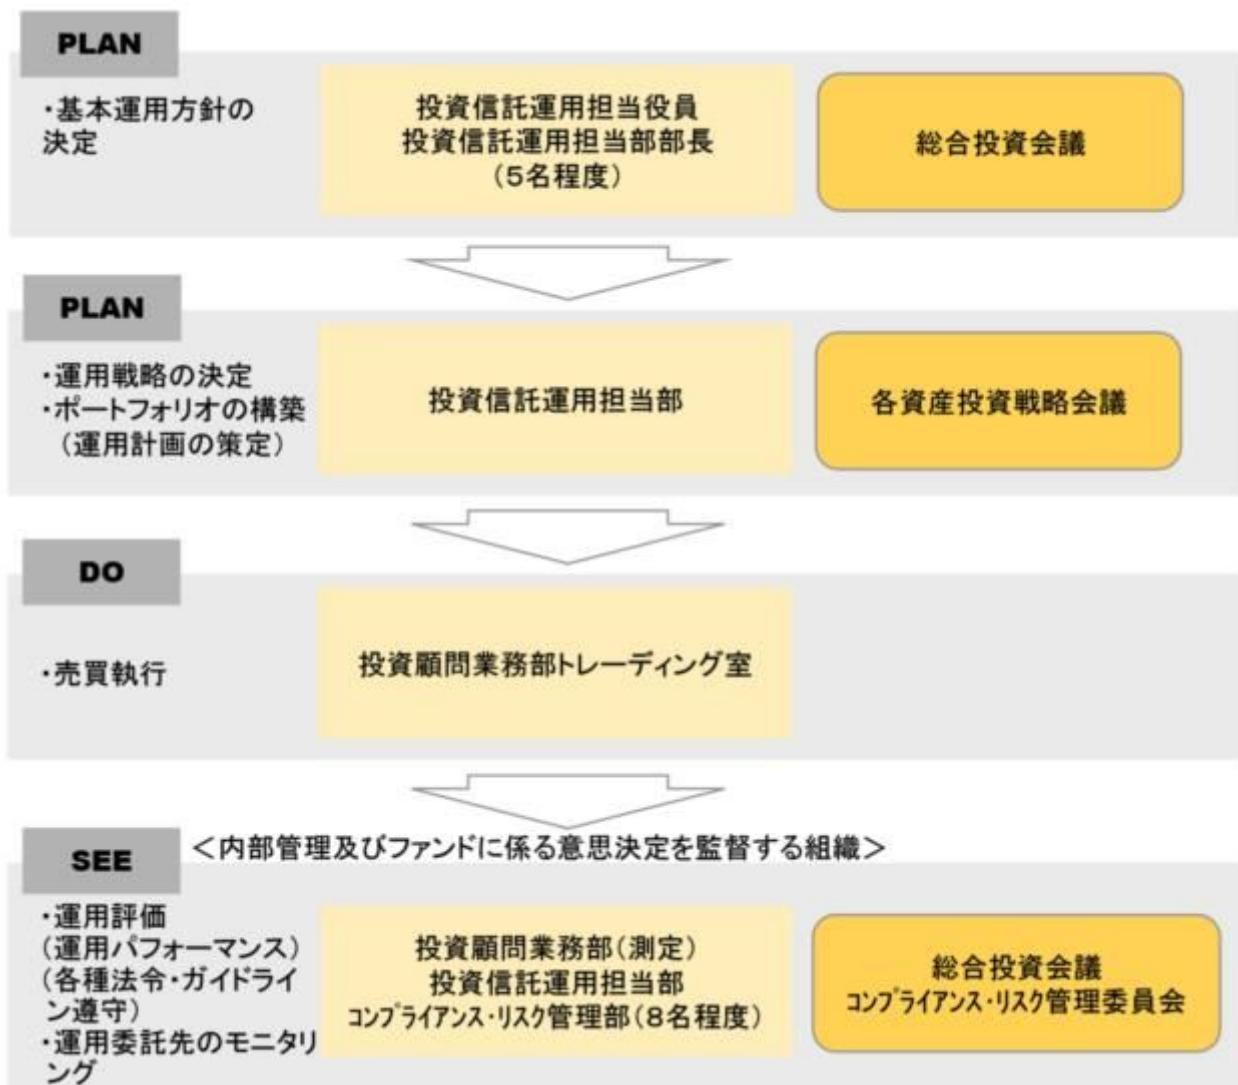 PLAN
・基本運用方針の
決定
投資信託運用担当役員
投資信託運用担当部部長
(5名程度)
総合投資会議
PLAN
・運用戦略の決定
・ポートフォリオの構築
(運用計画の策定)
投資信託運用担当部
各資産投資戦略会議
DO
・売買執行
投資顧問業務部トレーディング室
SEE
<内部管理及びファンドに係る意思決定を監督する組織>
・運用評価
(運用パフォーマンス)
(各種法令・ガイドライ
ン遵守)
・運用委託先のモニタリ
ング
投資顧問業務部(測定)
投資信託運用担当部
コンプライアンス・リスク管理部(8名程度)
総合投資会議
コンプライアンス・リスク管理委員会